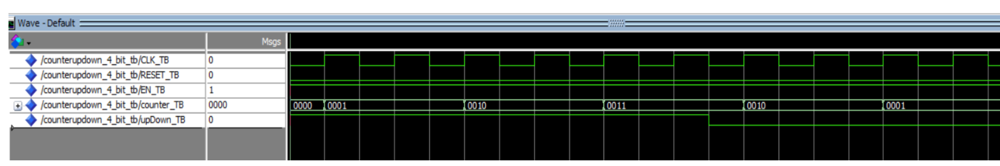 Wave - Default
Msgs
/counterupdown_4_bit_tb/CLK_TB 0
/counterupdown_4_bit_tb/RESET_TB 0
/counterupdown_4_bit_tb/EN_TB 1
/counterupdown_4_bit_tb/counter_TB 0000 0000 0001 0010 0011 0010 0001
/counterupdown_4_bit_tb/upDown_TB 0